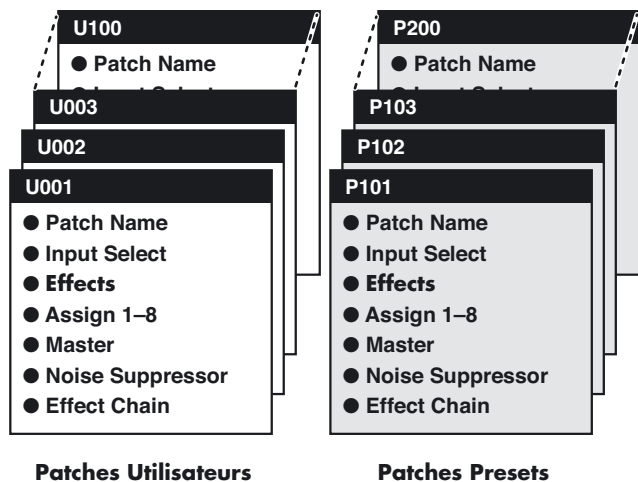 U100
● Patch Name
U003
U002
U001
● Patch Name
● Input Select
● Effects
● Assign 1–8
● Master
● Noise Suppressor
● Effect Chain
Patches Utilisateurs
P200
● Patch Name
P103
P102
P101
● Patch Name
● Input Select
● Effects
● Assign 1–8
● Master
● Noise Suppressor
● Effect Chain
Patches Presets